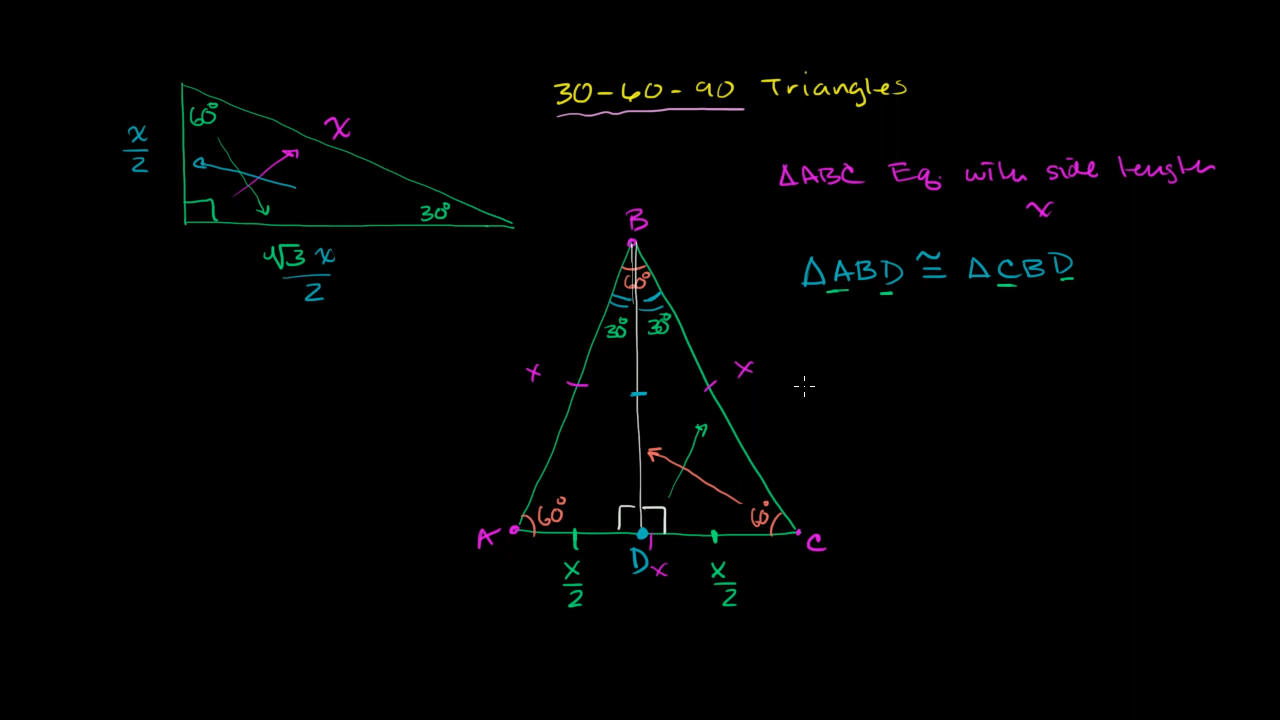 30-60-90 Triangles
60°
x
x/2
30°
√3 x/2
ΔABC Eq. with side length
x
B
ΔABD ≅ ΔCBD
60°
30° 30°
x x
60° 60°
A D C
x
x/2 x/2